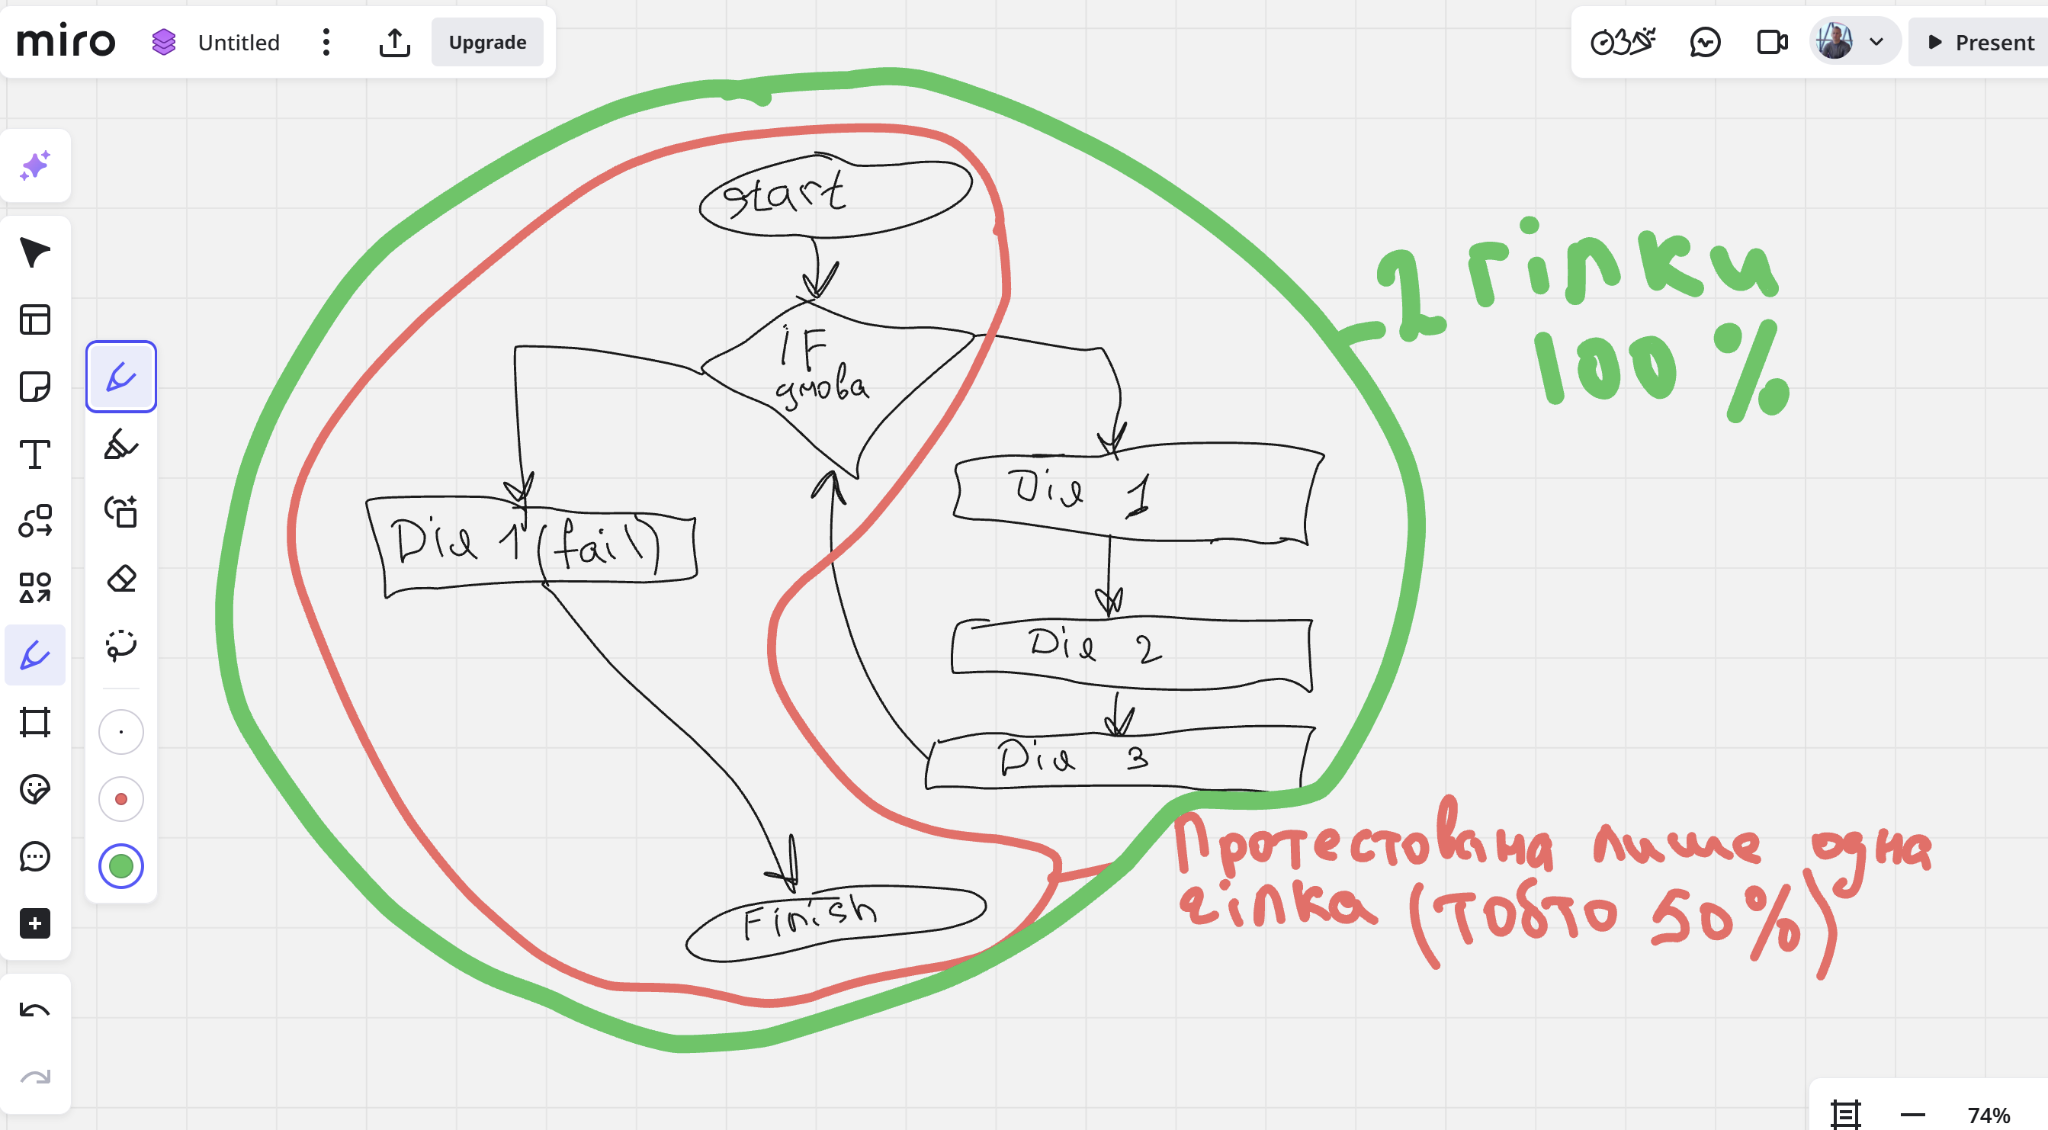 miro
Untitled
Upgrade
Present
start
IF
умова
Дія 1 (fail)
Дія 1
Дія 2
Дія 3
Finish
2 гілки
100%
Протестована лише одна
гілка (тобто 50%)
74%